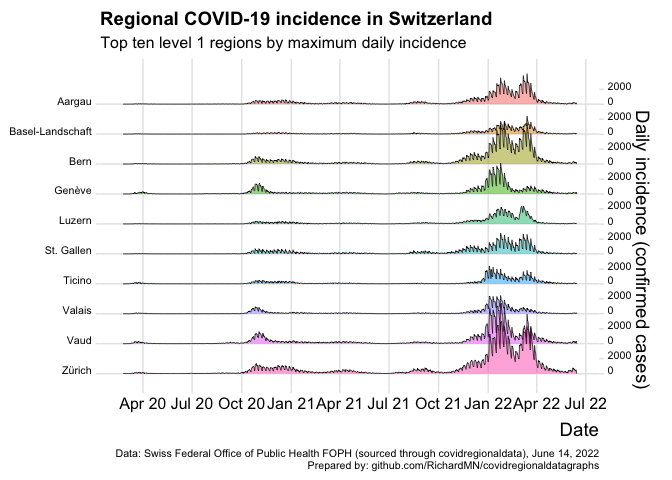 Regional COVID-19 incidence in Switzerland
Top ten level 1 regions by maximum daily incidence
Aargau
2000
0
Basel-Landschaft
2000
0
Bern
2000
0
Genève
2000
0
Luzern
2000
0
St. Gallen
2000
0
Ticino
2000
0
Valais
2000
0
Vaud
2000
0
Zürich
2000
0
Daily incidence (confirmed cases)
Apr 20 Jul 20 Oct 20 Jan 21 Apr 21 Jul 21 Oct 21 Jan 22 Apr 22 Jul 22
Date
Data: Swiss Federal Office of Public Health FOPH (sourced through covidregionaldata), June 14, 2022
Prepared by: github.com/RichardMN/covidregionaldatagraphs